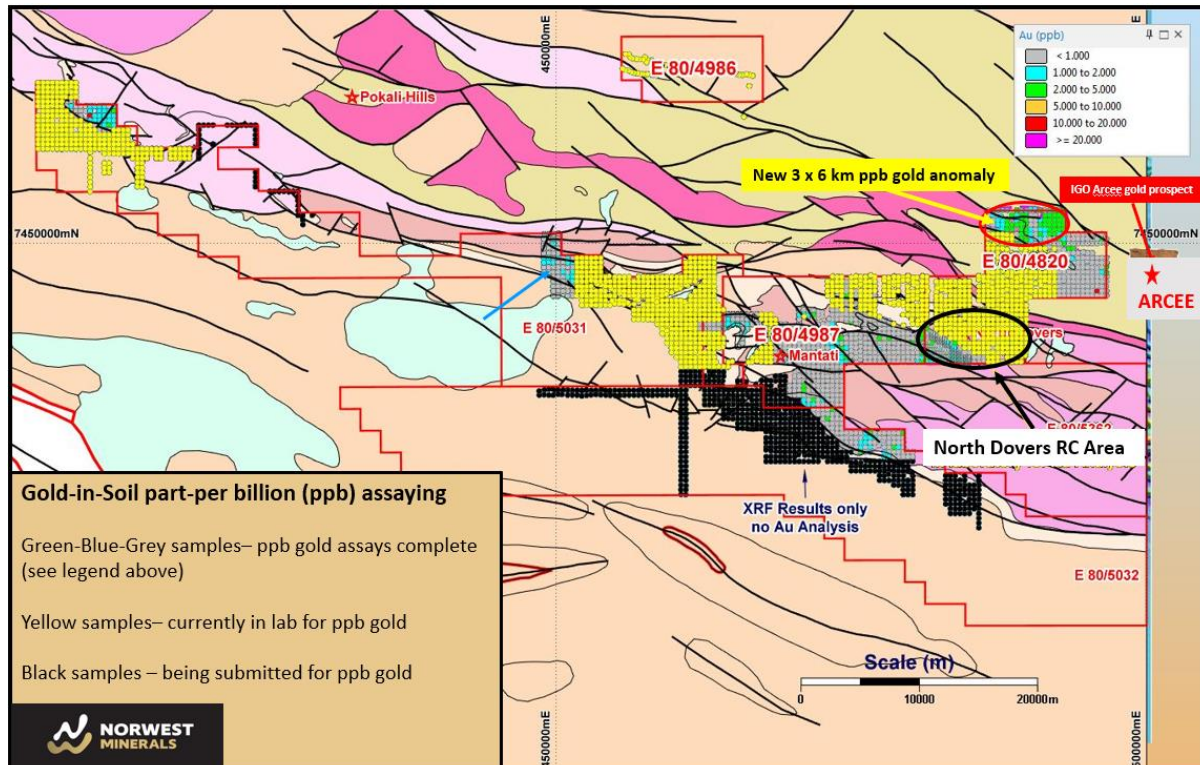 450000mE
mE
Au (ppb)
< 1.000
1.000 to 2.000
2.000 to 5.000
5.000 to 10.000
10.000 to 20.000
>= 20.000
E 80/4986
Pokali Hills
New 3 x 6 km ppb gold anomaly
IGO Arcee gold prospect
7450000mN
7450000mN
E 80/4820
ARCEE
E 80/5031
E 80/4987
Mantati
overs
North Dovers RC Area
XRF Results only
no Au Analysis
Gold-in-Soil part-per billion (ppb) assaying
Green-Blue-Grey samples– ppb gold assays complete
(see legend above)
Yellow samples– currently in lab for ppb gold
Black samples – being submitted for ppb gold
E 80/5032
Scale (m)
0 10000 20000m
NORWEST
MINERALS
450000mE